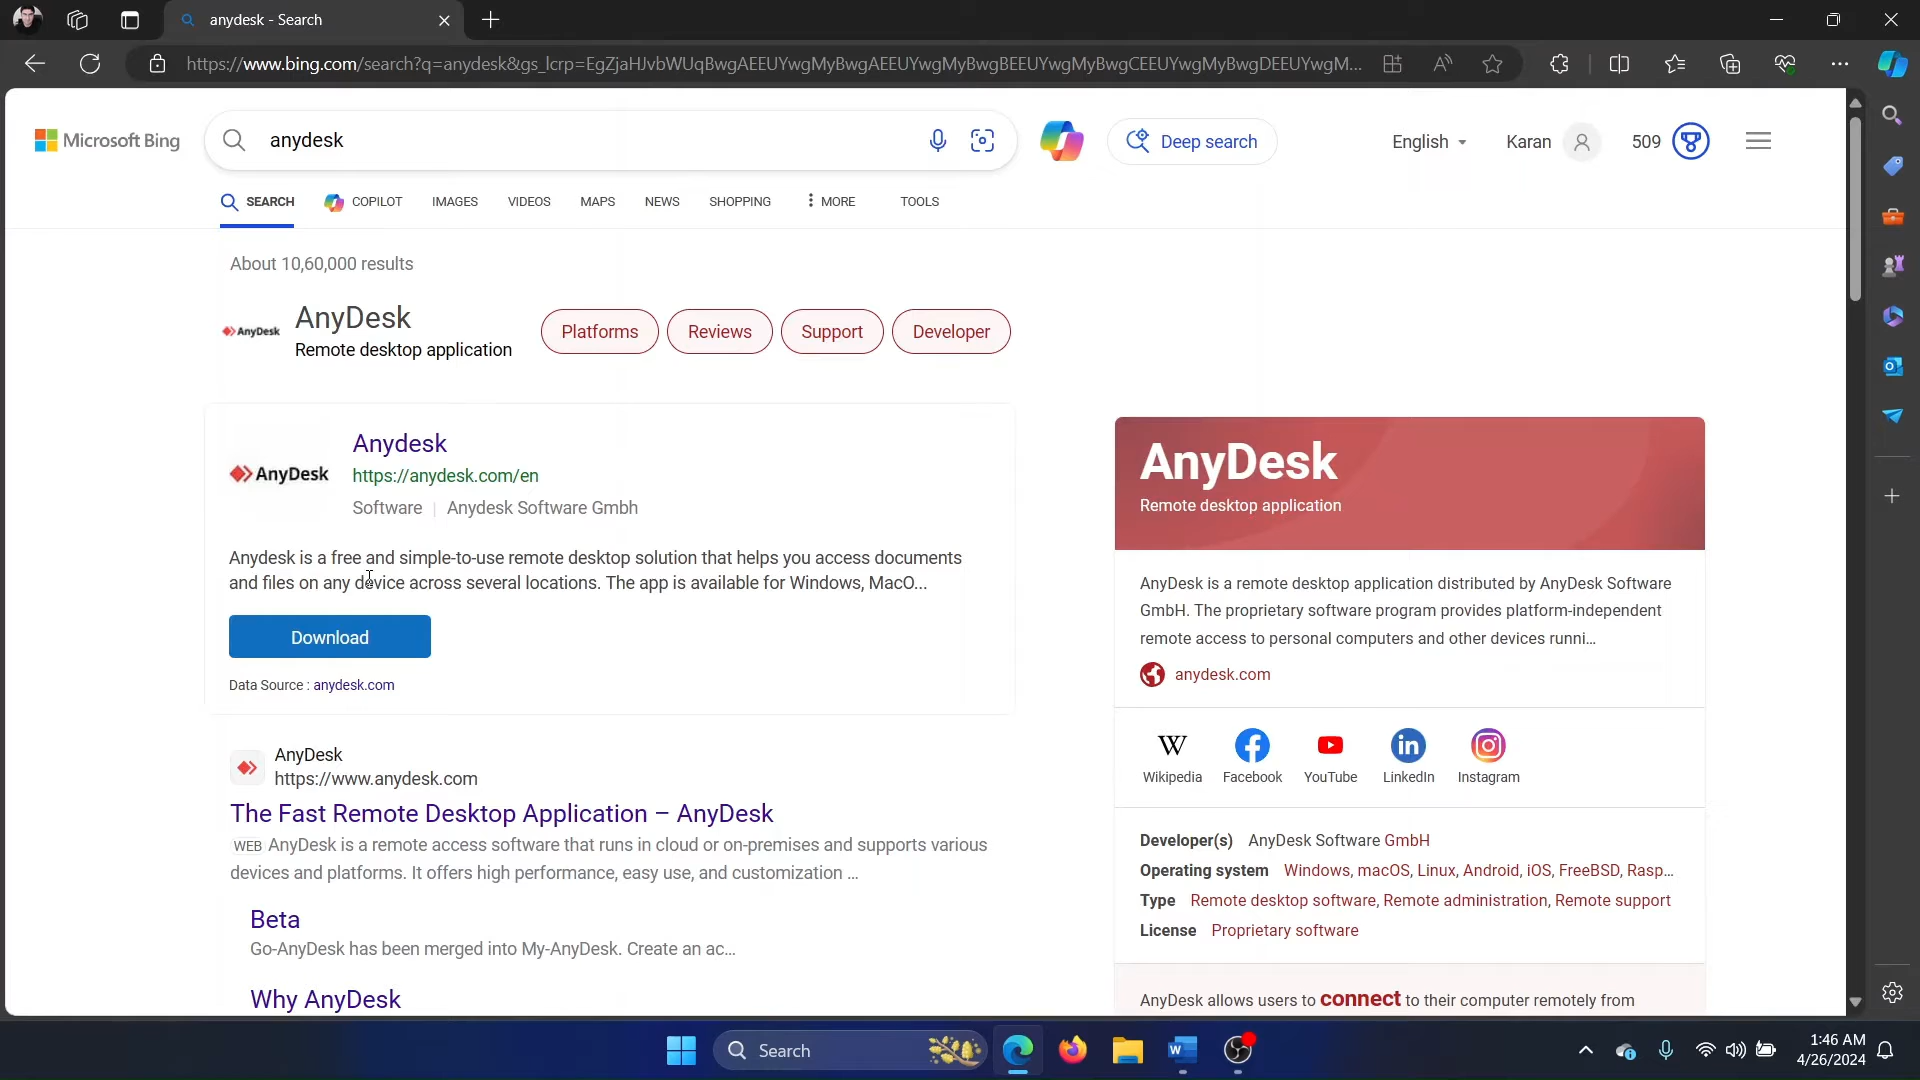 anydesk - Search
https://www.bing.com/search?q=anydesk&gs_lcrp=EgZjaHJvbWUqBwgAEEUYwgMyBwgAEEUYwgMyBwgBEEUYwgMyBwgCEEUYwgMyBwgDEEUYwgM...
Microsoft Bing
anydesk
Deep search
English
Karan
509
SEARCH
COPILOT
IMAGES
VIDEOS
MAPS
NEWS
SHOPPING
MORE
TOOLS
About 10,60,000 results
AnyDesk
AnyDesk
Remote desktop application
Platforms
Reviews
Support
Developer
AnyDesk
Anydesk
https://anydesk.com/en
Software | Anydesk Software Gmbh
Anydesk is a free and simple-to-use remote desktop solution that helps you access documents
and files on any device across several locations. The app is available for Windows, MacO...
Download
Data Source : anydesk.com
AnyDesk
https://www.anydesk.com
The Fast Remote Desktop Application – AnyDesk
WEB AnyDesk is a remote access software that runs in cloud or on-premises and supports various
devices and platforms. It offers high performance, easy use, and customization ...
Beta
Go-AnyDesk has been merged into My-AnyDesk. Create an ac...
Why AnyDesk
AnyDesk
Remote desktop application
AnyDesk is a remote desktop application distributed by AnyDesk Software
GmbH. The proprietary software program provides platform-independent
remote access to personal computers and other devices runni...
anydesk.com
Wikipedia
Facebook
YouTube
LinkedIn
Instagram
Developer(s) AnyDesk Software GmbH
Operating system Windows, macOS, Linux, Android, iOS, FreeBSD, Rasp...
Type Remote desktop software, Remote administration, Remote support
License Proprietary software
AnyDesk allows users to connect to their computer remotely from
Search
1:46 AM
4/26/2024